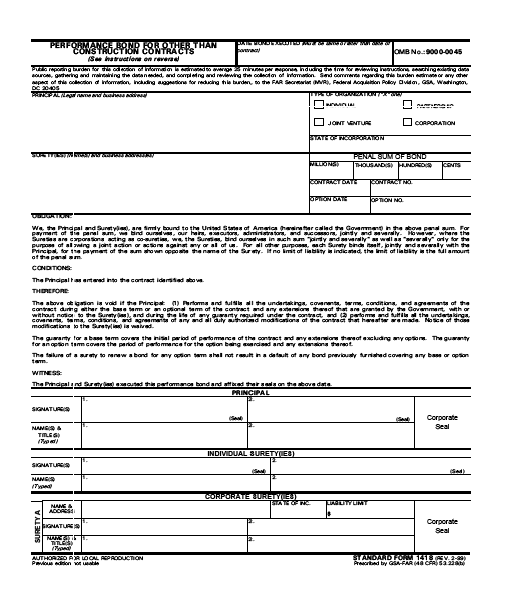 PERFORMANCE BOND FOR OTHER THAN
CONSTRUCTION CONTRACTS
(See instructions on reverse)
DATE BOND EXECUTED (Must be same or later than date of
contract)
OMB No.:9000-0045
Public reporting burden for this collection of information is estimated to average 25 minutes per response, including the time for reviewing instructions, searching existing data
sources, gathering and maintaining the data needed, and completing and reviewing the collection of information. Send comments regarding this burden estimate or any other
aspect of this collection of information, including suggestions for reducing this burden, to the FAR Secretariat (MVR), Federal Acquisition Policy Division, GSA, Washington,
DC 20405
PRINCIPAL (Legal name and business address)
TYPE OF ORGANIZATION ("X" one)
INDIVIDUAL
PARTNERSHIP
JOINT VENTURE
CORPORATION
STATE OF INCORPORATION
SURETY(IES) (Name(s) and business address(es))
PENAL SUM OF BOND
MILLION(S)
THOUSAND(S)
HUNDRED(S)
CENTS
CONTRACT DATE
CONTRACT NO.
OPTION DATE
OPTION NO.
OBLIGATION:
We, the Principal and Surety(ies), are firmly bound to the United States of America (hereinafter called the Government) in the above penal sum. For
payment of the penal sum, we bind ourselves, our heirs, executors, administrators, and successors, jointly and severally. However, where the
Sureties are corporations acting as co-sureties, we, the Sureties, bind ourselves in such sum "jointly and severally" as well as "severally" only for the
purpose of allowing a joint action or actions against any or all of us. For all other purposes, each Surety binds itself, jointly and severally with the
Principal, for the payment of the sum shown opposite the name of the Surety. If no limit of liability is indicated, the limit of liability is the full amount
of the penal sum.
CONDITIONS:
The Principal has entered into the contract identified above.
THEREFORE:
The above obligation is void if the Principal: (1) Performs and fulfills all the undertakings, covenants, terms, conditions, and agreements of the
contract during either the base term or an optional term of the contract and any extensions thereof that are granted by the Government, with or
without notice to the Surety(ies), and during the life of any guaranty required under the contract, and (2) performs and fulfills all the undertakings,
covenants, terms, conditions, and agreements of any and all duly authorized modifications of the contract that hereafter are made. Notice of those
modifications to the Surety(ies) is waived.
The guaranty for a base term covers the initial period of performance of the contract and any extensions thereof excluding any options. The guaranty
for an option term covers the period of performance for the option being exercised and any extensions thereof.
The failure of a surety to renew a bond for any option term shall not result in a default of any bond previously furnished covering any base or option
term.
WITNESS:
The Principal and Surety(ies) executed this performance bond and affixed their seals on the above date.
PRINCIPAL
SIGNATURE(S)
1.
(Seal)
2.
(Seal)
Corporate
Seal
NAME(S) &
TITLE(S)
(Typed)
1.
2.
INDIVIDUAL SURETY(IES)
SIGNATURE(S)
1.
(Seal)
2.
(Seal)
NAME(S)
(Typed)
1.
2.
CORPORATE SURETY(IES)
SURETY A
NAME &
ADDRESS
STATE OF INC.
LIABILITY LIMIT
$
SIGNATURE(S)
1.
2.
Corporate
Seal
NAME(S) &
TITLE(S)
(Typed)
1.
2.
AUTHORIZED FOR LOCAL REPRODUCTION
Previous edition not usable
STANDARD FORM 1418 (REV. 2-99)
Prescribed by GSA-FAR (48 CFR) 53.228(b)